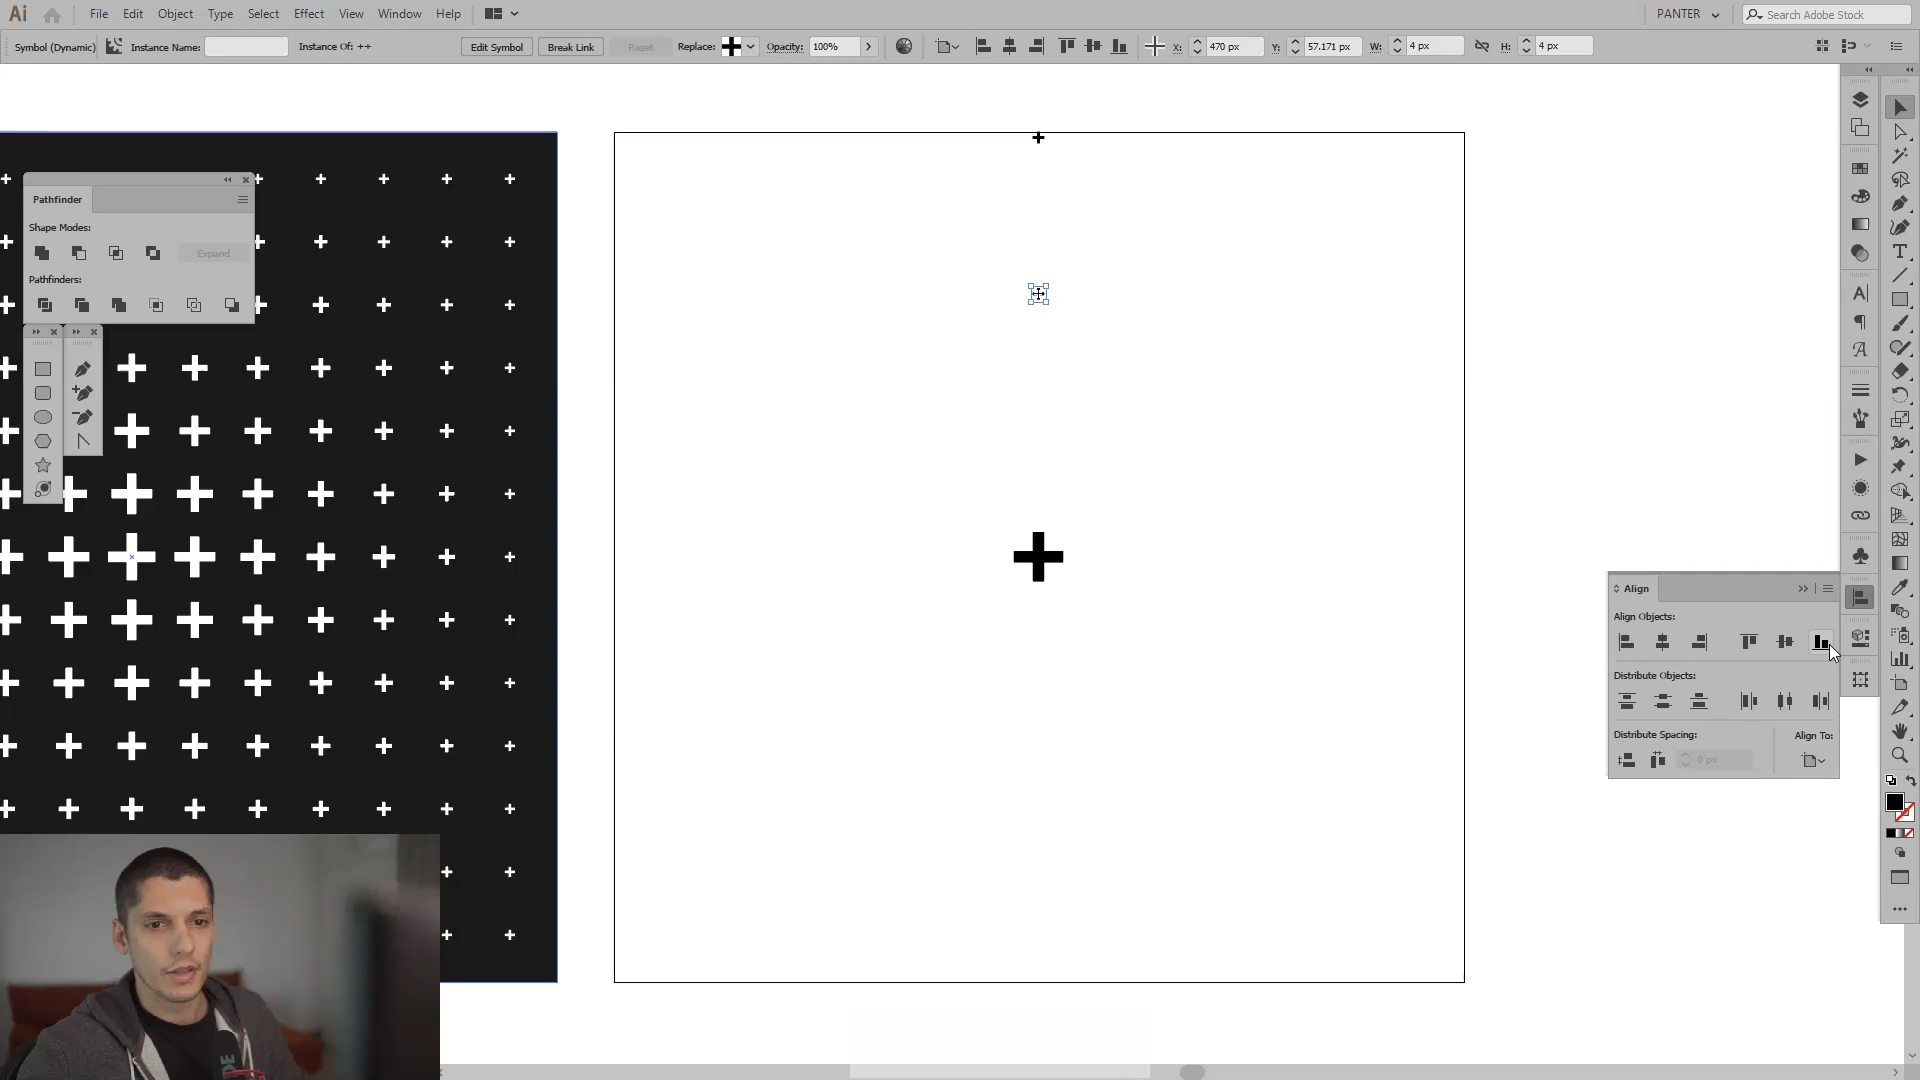 Ai File Edit Object Type Select Effect View Window Help PANTER Search Adobe Stock
Symbol (Dynamic) Instance Name: Instance Of: ++ Edit Symbol Break Link Reset Replace: Opacity: 100% X: 470 px Y: 57.171 px W: 4 px H: 4 px
Pathfinder
Shape Modes:
Expand
Pathfinders:
Align
Align Objects:
Distribute Objects:
Distribute Spacing: Align To:
0 px